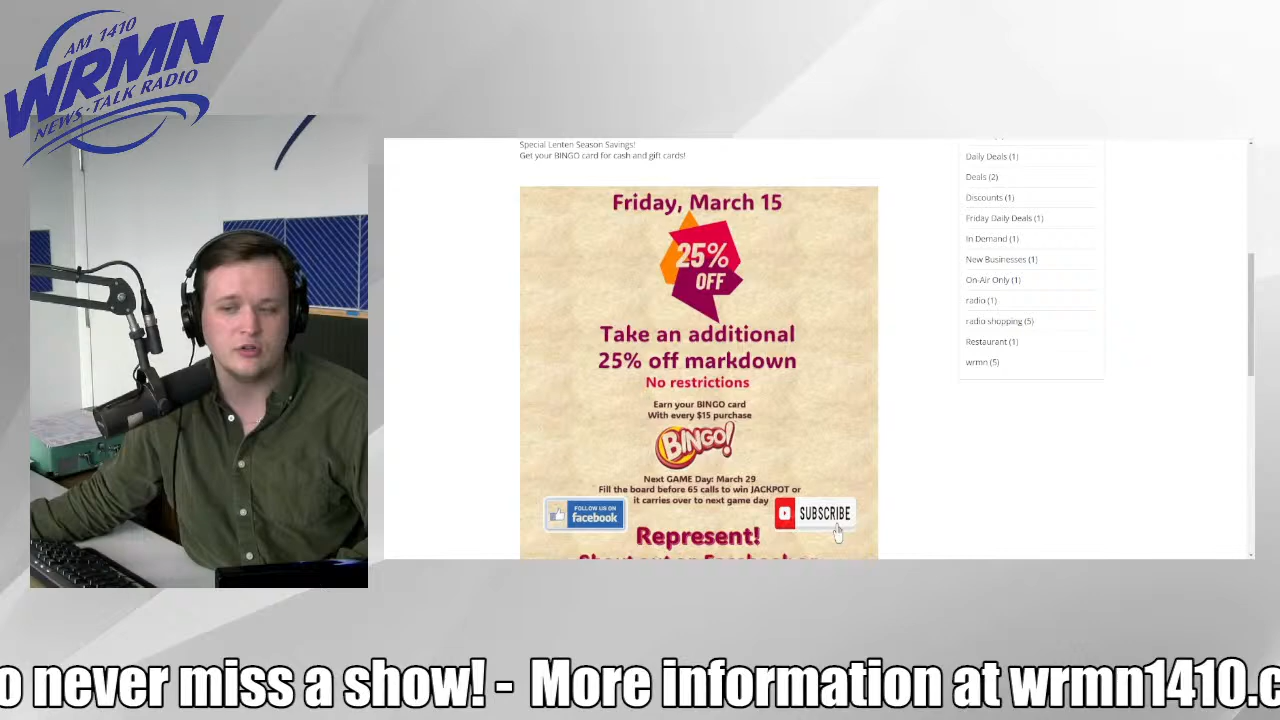 AM 1410
WRMN
NEWS·TALK RADIO
Special Lenten Season Savings!
Get your BINGO card for cash and gift cards!
Friday, March 15
25%
OFF
Take an additional
25% off markdown
No restrictions
Earn your BINGO card
With every $15 purchase
BINGO!
Next GAME Day: March 29
Fill the board before 65 calls to win JACKPOT or
it carries over to next game day
FOLLOW US ON
facebook
SUBSCRIBE
Represent!
Daily Deals (1)
Deals (2)
Discounts (1)
Friday Daily Deals (1)
In Demand (1)
New Businesses (1)
On-Air Only (1)
radio (1)
radio shopping (5)
Restaurant (1)
wrmn (5)
o never miss a show! - More information at wrmn1410.c